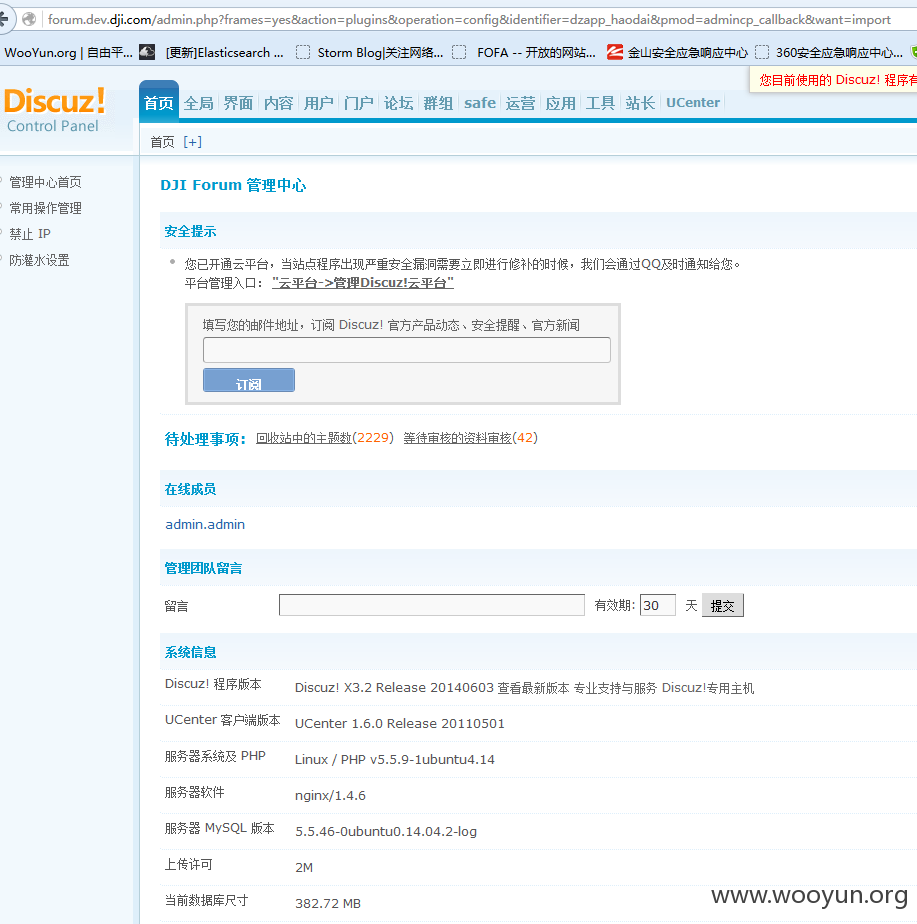 forum.dev.dji.com/admin.php?frames=yes&action=plugins&operation=config&identifier=dzapp_haodai&pmod=admincp_callback&want=import
WooYun.org | 自由平... [更新]Elasticsearch ... Storm Blog|关注网络... FOFA -- 开放的网站... 金山安全应急响应中心 360安全应急响应中心...
您目前使用的 Discuz! 程序有
Discuz!
Control Panel
首页 全局 界面 内容 用户 门户 论坛 群组 safe 运营 应用 工具 站长 UCenter
首页 [+]
管理中心首页
常用操作管理
禁止 IP
防灌水设置
DJI Forum 管理中心
安全提示
您已开通云平台，当站点程序出现严重安全漏洞需要立即进行修补的时候，我们会通过QQ及时通知给您。
平台管理入口： "云平台->管理Discuz!云平台"
填写您的邮件地址，订阅 Discuz! 官方产品动态、安全提醒、官方新闻
订阅
待处理事项： 回收站中的主题数(2229) 等待审核的资料审核(42)
在线成员
admin.admin
管理团队留言
留言 有效期: 30 天 提交
系统信息
Discuz! 程序版本 Discuz! X3.2 Release 20140603 查看最新版本 专业支持与服务 Discuz!专用主机
UCenter 客户端版本 UCenter 1.6.0 Release 20110501
服务器系统及 PHP Linux / PHP v5.5.9-1ubuntu4.14
服务器软件 nginx/1.4.6
服务器 MySQL 版本 5.5.46-0ubuntu0.14.04.2-log
上传许可 2M
当前数据库尺寸 382.72 MB
www.wooyun.org